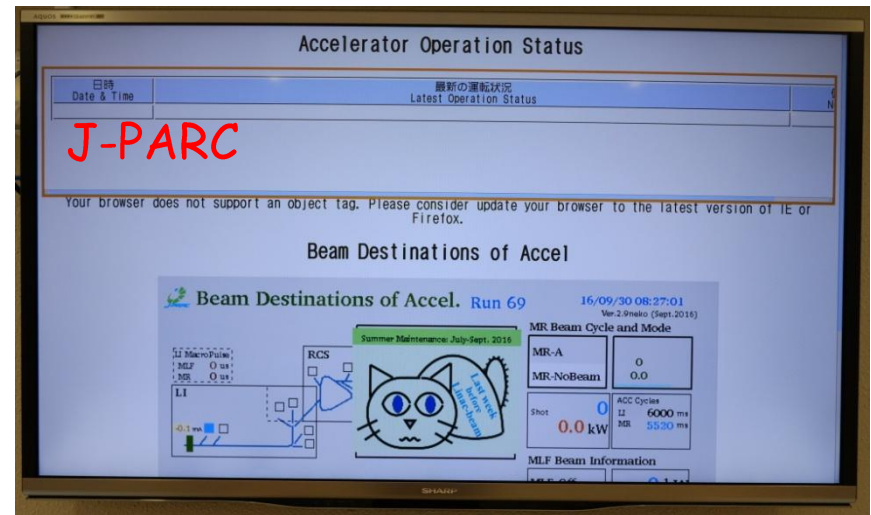 AQUOS
Accelerator Operation Status
日時
Date & Time
最新の運転状況
Latest Operation Status
N
J-PARC
Your browser does not support an object tag. Please consider update your browser to the latest version of IE or
Firefox.
Beam Destinations of Accel
Beam Destinations of Accel. Run 69
16/09/30 08:27:01
Ver.2.9neko (Sept.2016)
Summer Maintenance: July-Sept. 2016
Last week
before
Linac-beam
LI MacroPulse
MLF 0 us
MR 0 us
RCS
LI
-0.1 mA
MR Beam Cycle and Mode
MR-A
0
MR-NoBeam
0.0
Shot 0
0.0 kW
ACC Cycles
LI 6000 ms
MR 5520 ms
MLF Beam Information
SHARP